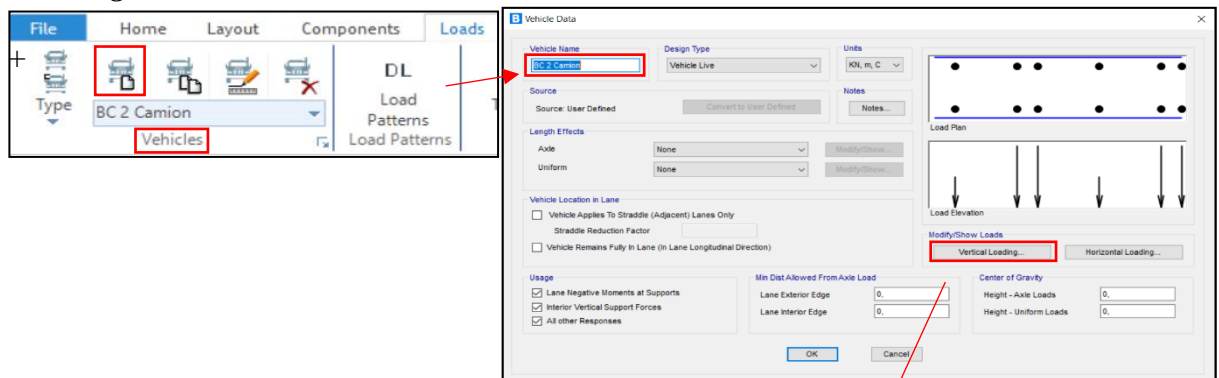 File Home Layout Components Loads
Type
BC 2 Camion
Vehicles
DL
Load
Patterns
Load Patterns
T
B Vehicle Data
Vehicle Name
BC 2 Camion
Design Type
Vehicle Live
Units
KN, m, C
Source
Source: User Defined
Convert to User Defined
Notes
Notes...
Load Plan
Length Effects
Axle None Modify/Show...
Uniform None Modify/Show...
Load Elevation
Vehicle Location in Lane
Vehicle Applies To Straddle (Adjacent) Lanes Only
Straddle Reduction Factor
Vehicle Remains Fully In Lane (In Lane Longitudinal Direction)
Modify/Show Loads
Vertical Loading... Horizontal Loading...
Usage
Lane Negative Moments at Supports
Interior Vertical Support Forces
All other Responses
Min Dist Allowed From Axle Load
Lane Exterior Edge 0,
Lane Interior Edge 0,
Center of Gravity
Height - Axle Loads 0,
Height - Uniform Loads 0,
OK Cancel